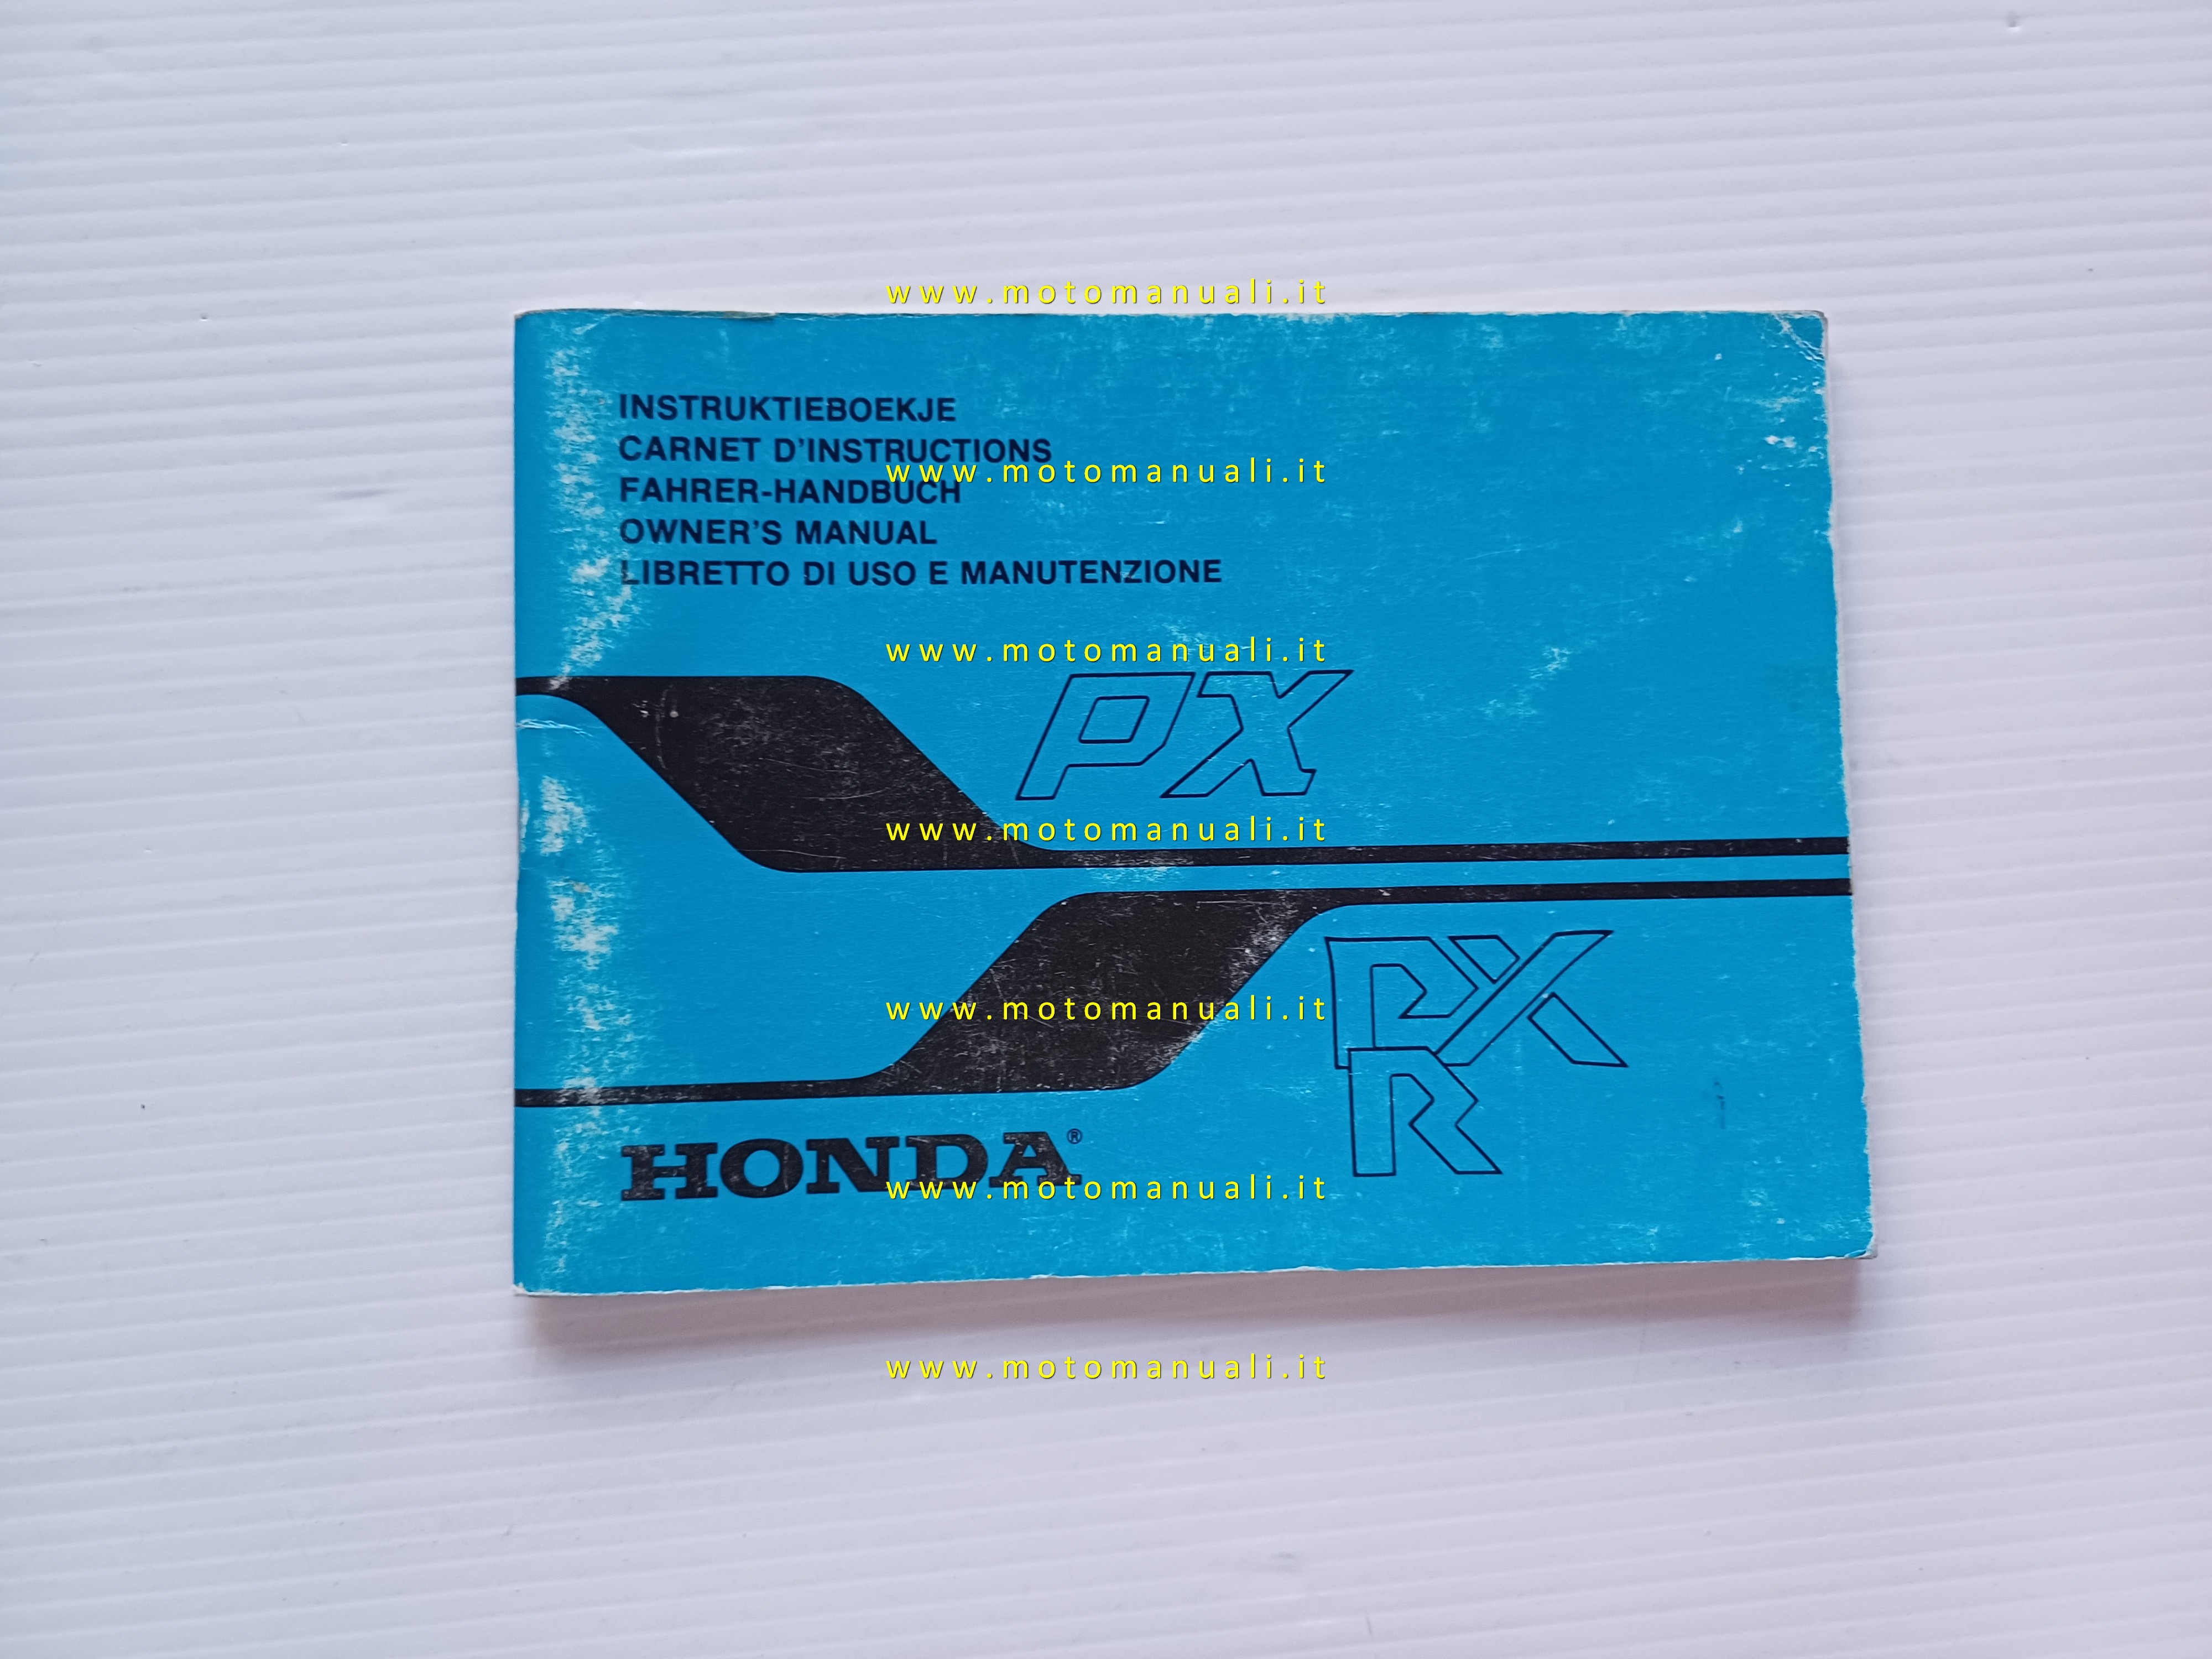 www.motomanuali.it
INSTRUKTIEBOEKJE
CARNET D'INSTRUCTIONS
www.motomanuali.it
FAHRER-HANDBUCH
OWNER'S MANUAL
LIBRETTO DI USO E MANUTENZIONE
www.motomanuali.it
PX
www.motomanuali.it
PX
R
www.motomanuali.it
HONDA®
www.motomanuali.it
www.motomanuali.it